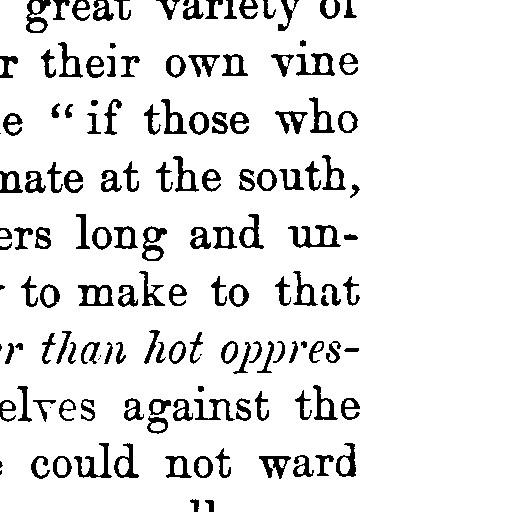 great variety of
r their own vine
e “ if those who
mate at the south,
ers long and un-
to make to that
r than hot oppres-
elves against the
could not ward